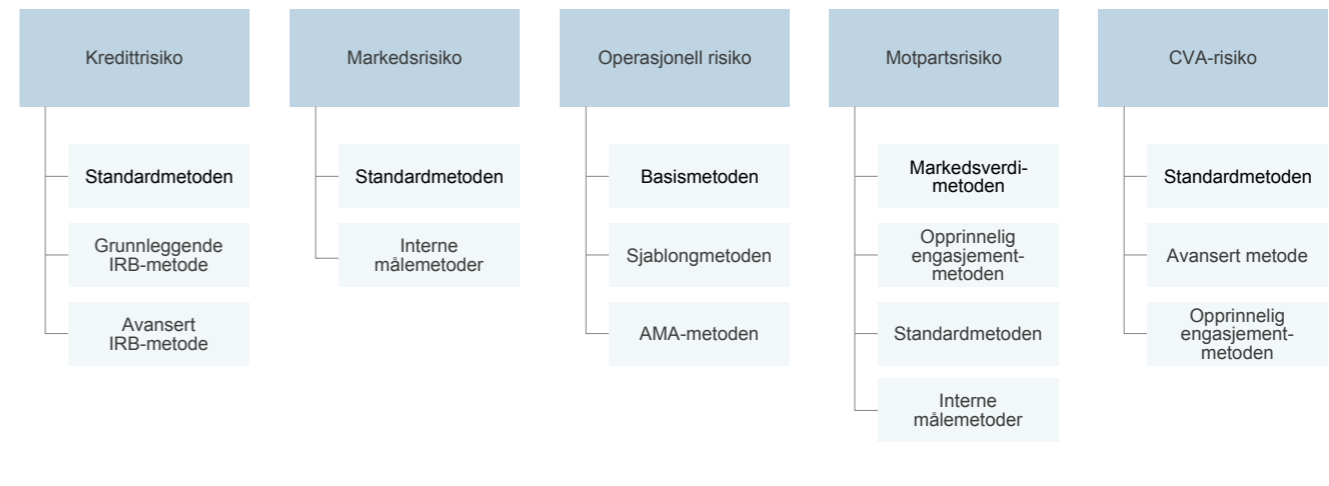 Kredittrisiko
Standardmetoden
Grunnleggende
IRB-metode
Avansert
IRB-metode
Markedsrisiko
Standardmetoden
Interne
målemetoder
Operasjonell risiko
Basismetoden
Sjablongmetoden
AMA-metoden
Motpartsrisiko
Markedsverdi-
metoden
Opprinnelig
engasjement-
metoden
Standardmetoden
Interne
målemetoder
CVA-risiko
Standardmetoden
Avansert metode
Opprinnelig
engasjement-
metoden